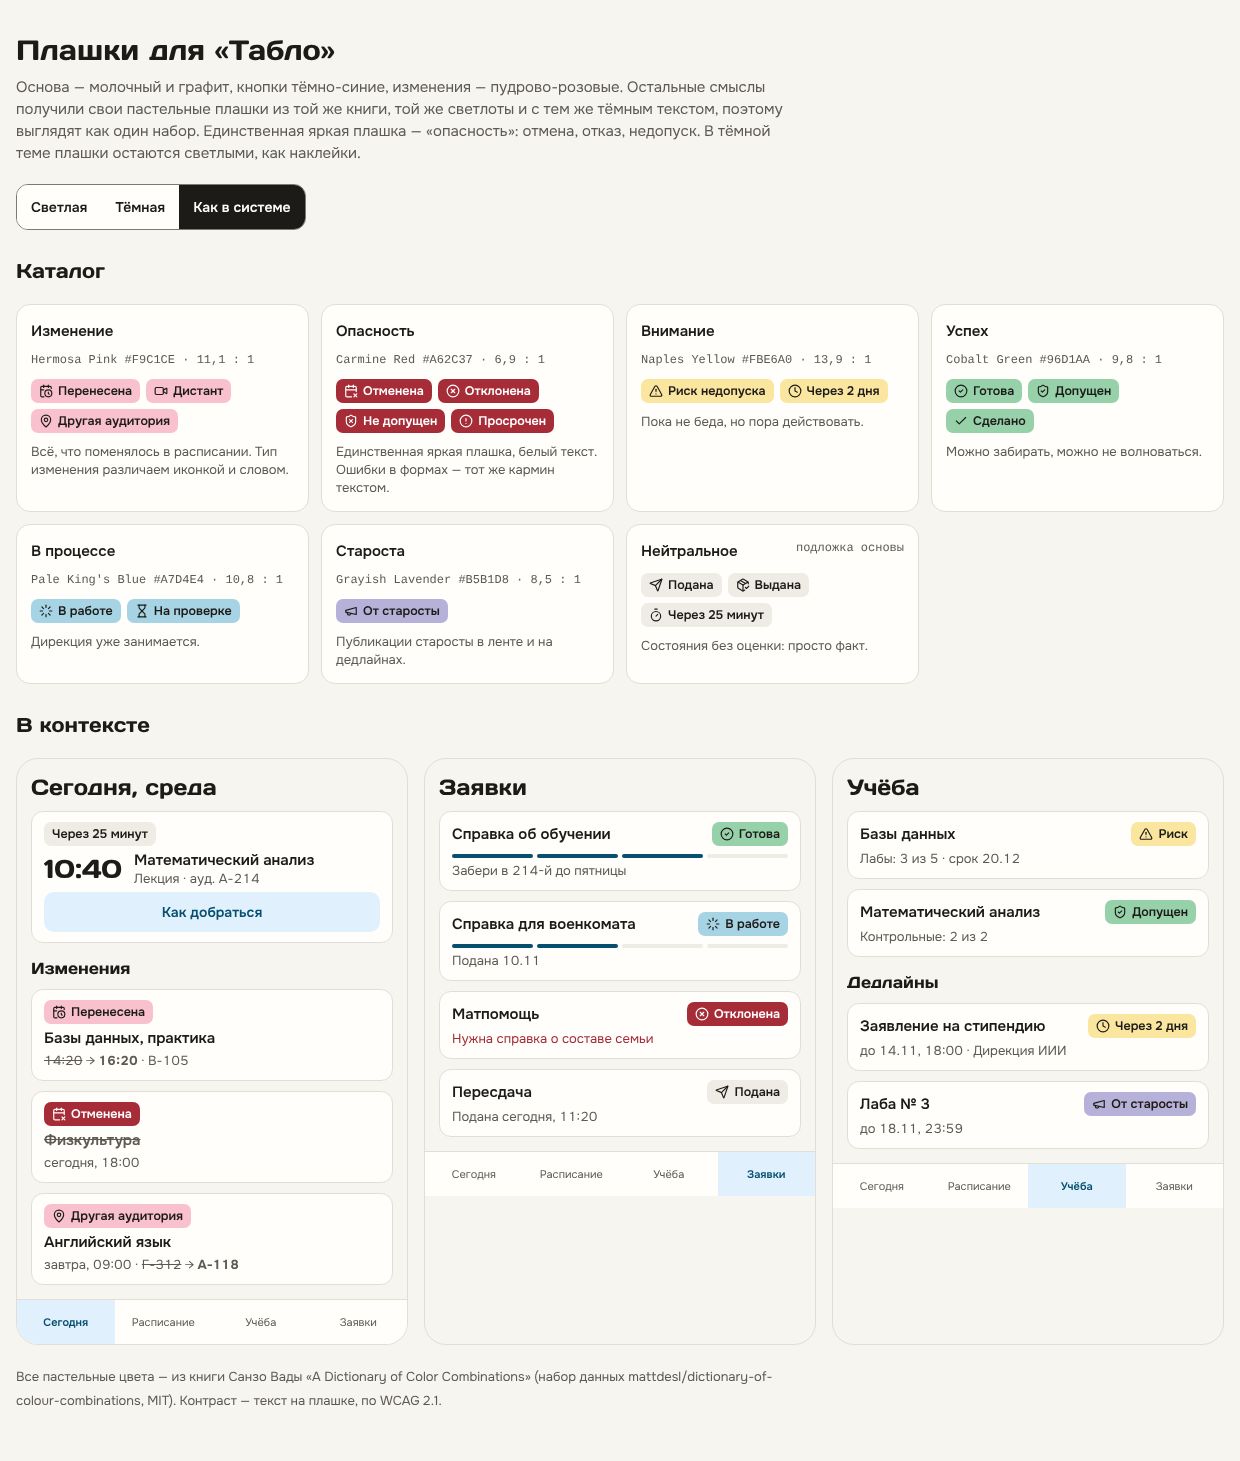 Плашки для «Табло»
Основа — молочный и графит, кнопки тёмно-синие, изменения — пудрово-розовые. Остальные смыслы
получили свои пастельные плашки из той же книги, той же светлоты и с тем же тёмным текстом, поэтому
выглядят как один набор. Единственная яркая плашка — «опасность»: отмена, отказ, недопуск. В тёмной
теме плашки остаются светлыми, как наклейки.
Светлая Тёмная Как в системе
Каталог
Изменение
Hermosa Pink #F9C1CE · 11,1 : 1
Перенесена Дистант
Другая аудитория
Всё, что поменялось в расписании. Тип
изменения различаем иконкой и словом.
Опасность
Carmine Red #A62C37 · 6,9 : 1
Отменена Отклонена
Не допущен Просрочен
Единственная яркая плашка, белый текст.
Ошибки в формах — тот же кармин
текстом.
Внимание
Naples Yellow #FBE6A0 · 13,9 : 1
Риск недопуска Через 2 дня
Пока не беда, но пора действовать.
Успех
Cobalt Green #96D1AA · 9,8 : 1
Готова Допущен
Сделано
Можно забирать, можно не волноваться.
В процессе
Pale King's Blue #A7D4E4 · 10,8 : 1
В работе На проверке
Дирекция уже занимается.
Староста
Grayish Lavender #B5B1D8 · 8,5 : 1
От старосты
Публикации старосты в ленте и на
дедлайнах.
Нейтральное подложка основы
Подана Выдана
Через 25 минут
Состояния без оценки: просто факт.
В контексте
Сегодня, среда
Через 25 минут
10:40 Математический анализ
Лекция · ауд. А-214
Как добраться
Изменения
Перенесена
Базы данных, практика
14:20 → 16:20 · В-105
Отменена
Физкультура
сегодня, 18:00
Другая аудитория
Английский язык
завтра, 09:00 · Г-312 → А-118
Сегодня Расписание Учёба Заявки
Заявки
Справка об обучении Готова
Забери в 214-й до пятницы
Справка для военкомата В работе
Подана 10.11
Матпомощь Отклонена
Нужна справка о составе семьи
Пересдача Подана
Подана сегодня, 11:20
Сегодня Расписание Учёба Заявки
Учёба
Базы данных Риск
Лабы: 3 из 5 · срок 20.12
Математический анализ Допущен
Контрольные: 2 из 2
Дедлайны
Заявление на стипендию Через 2 дня
до 14.11, 18:00 · Дирекция ИИИ
Лаба № 3 От старосты
до 18.11, 23:59
Сегодня Расписание Учёба Заявки
Все пастельные цвета — из книги Санзо Вады «A Dictionary of Color Combinations» (набор данных mattdesl/dictionary-of-
colour-combinations, MIT). Контраст — текст на плашке, по WCAG 2.1.